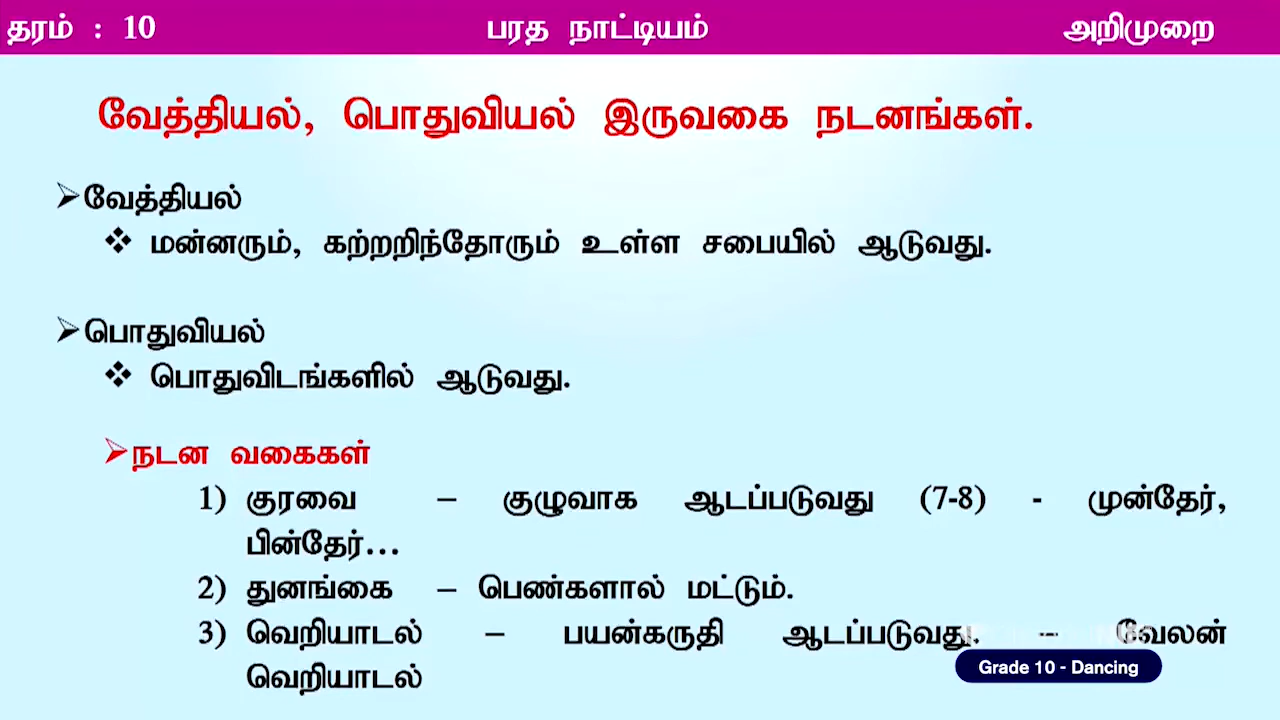 தரம் : 10 பரத நாட்டியம் அறிமுறை
வேத்தியல், பொதுவியல் இருவகை நடனங்கள்.
➢வேத்தியல்
❖ மன்னரும், கற்றறிந்தோரும் உள்ள சபையில் ஆடுவது.
➢பொதுவியல்
❖ பொதுவிடங்களில் ஆடுவது.
➢நடன வகைகள்
1) குரவை – குழுவாக ஆடப்படுவது (7-8) - முன்தேர்,
பின்தேர்…
2) துனங்கை – பெண்களால் மட்டும்.
3) வெறியாடல் – பயன்கருதி ஆடப்படுவது. – வேலன்
வெறியாடல்
Grade 10 - Dancing